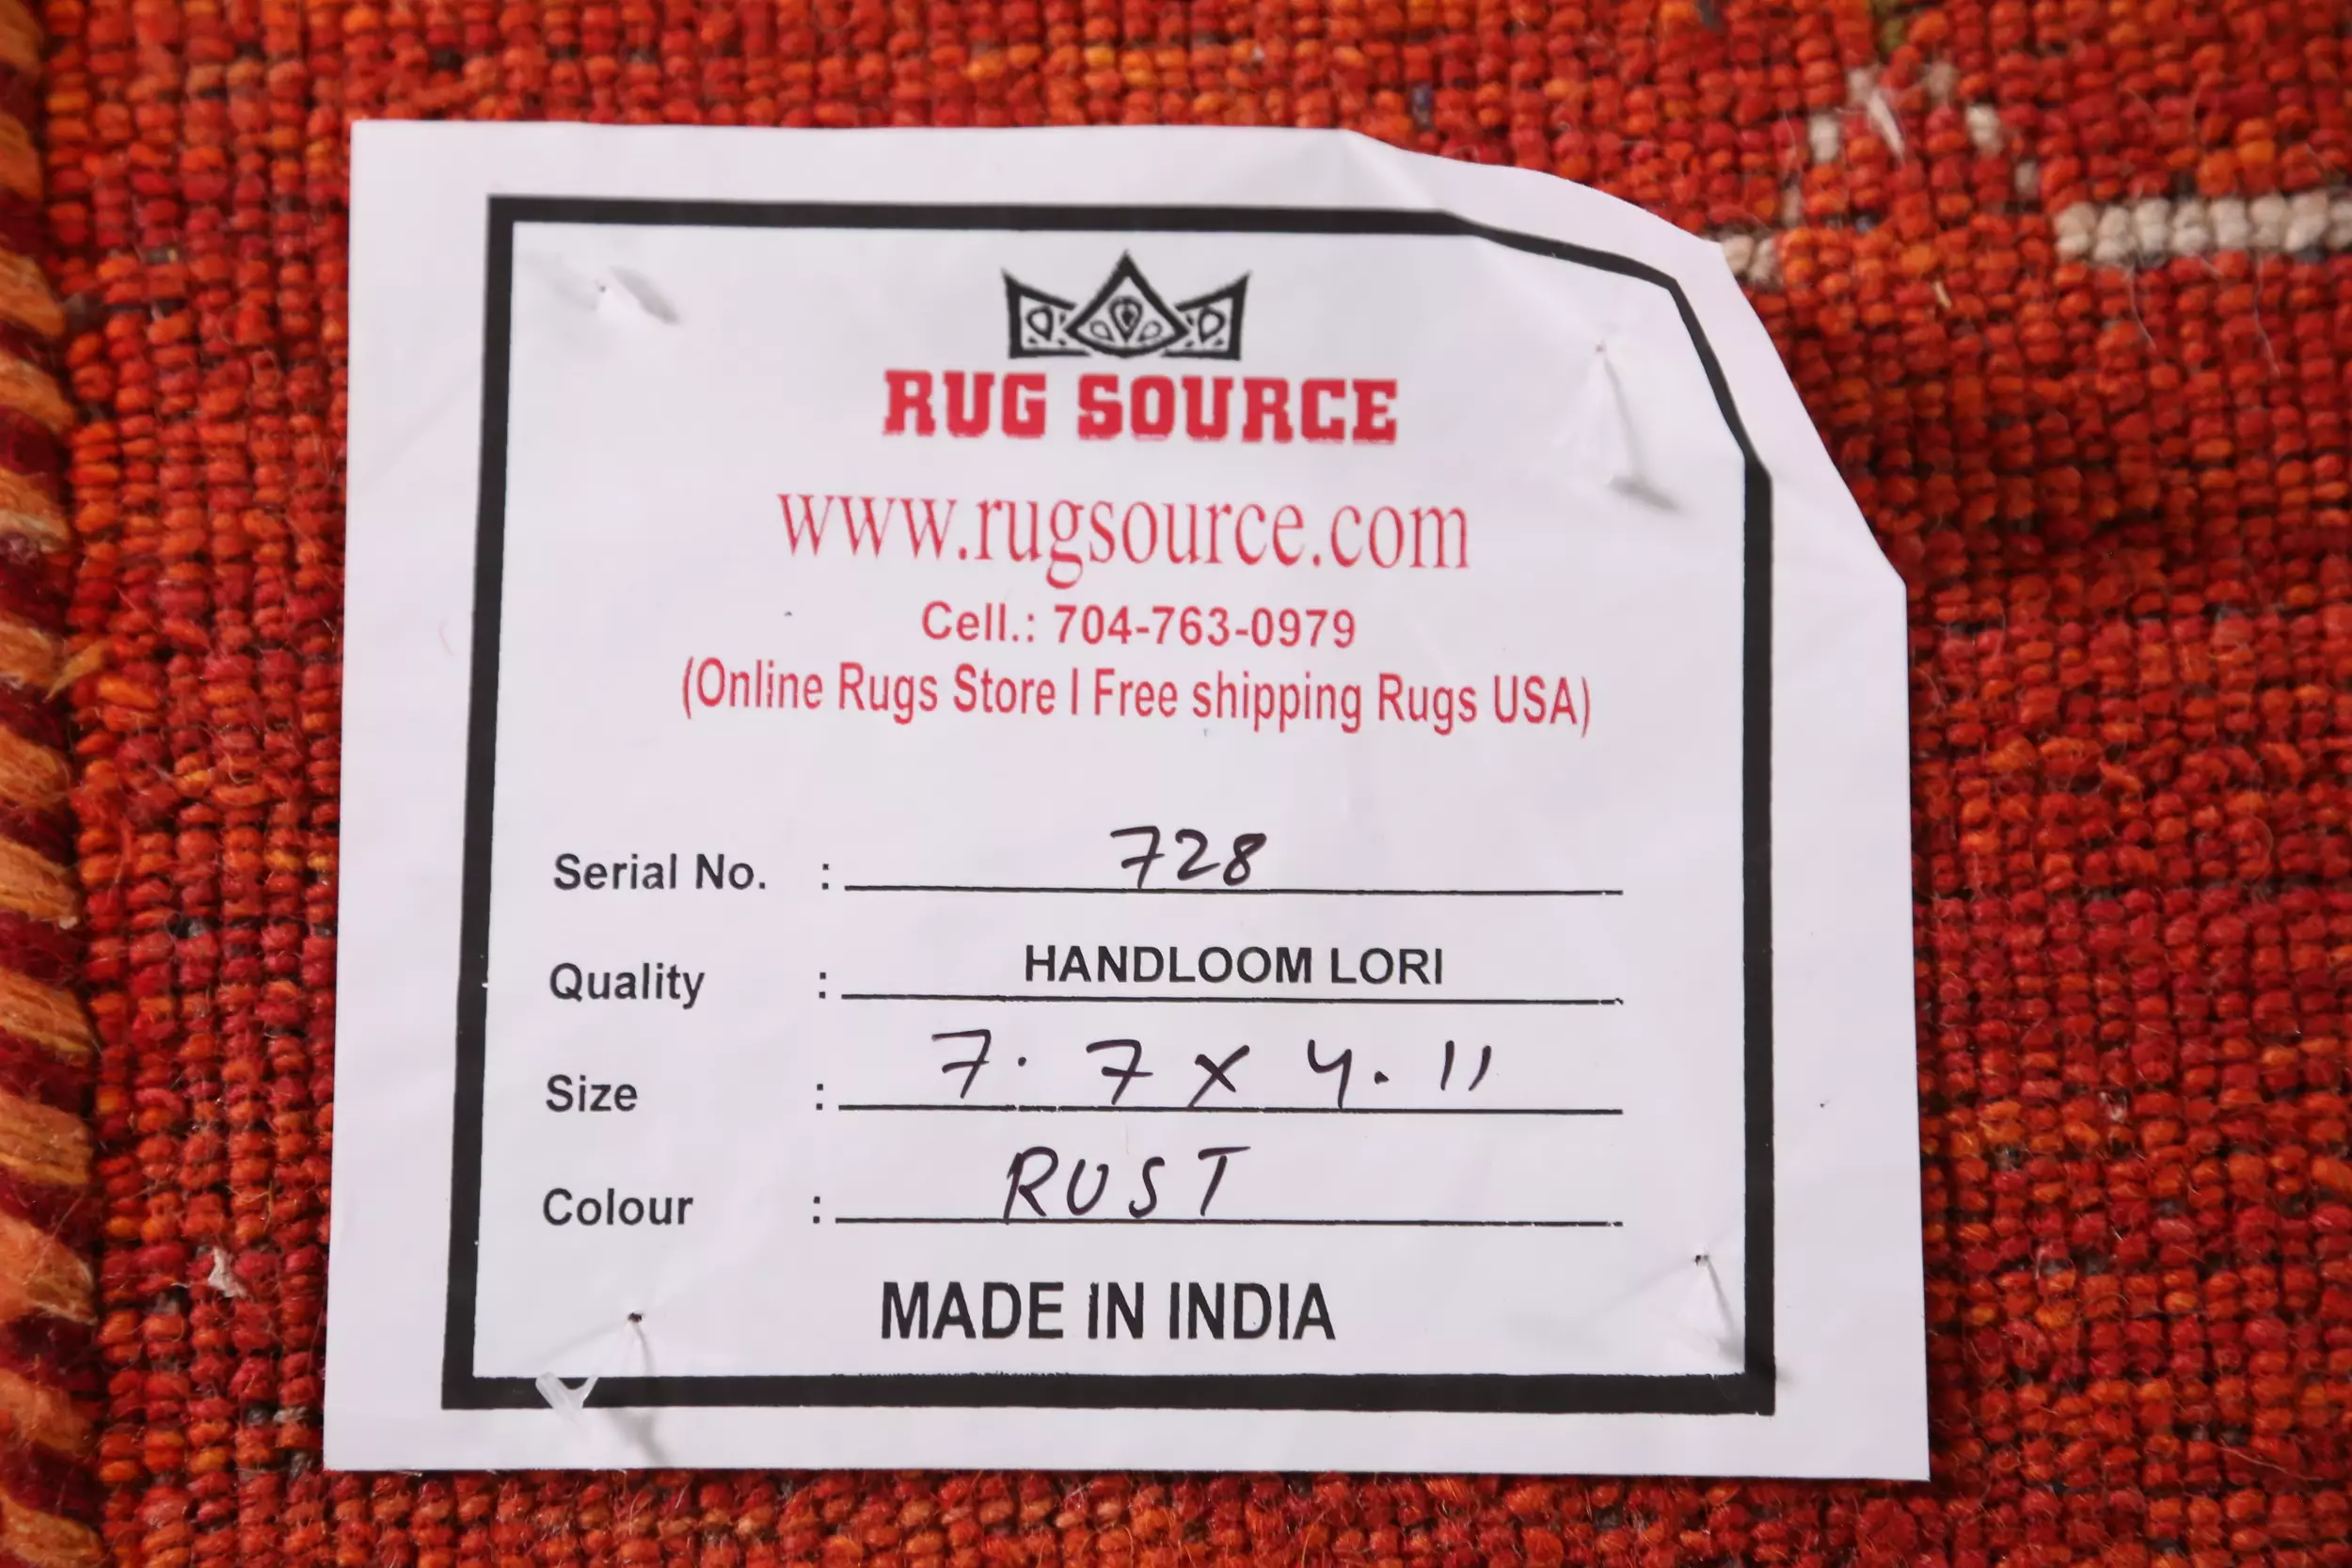 RUG SOURCE
www.rugsource.com
Cell.: 704-763-0979
(Online Rugs Store I Free shipping Rugs USA)
Serial No. : 728
Quality : HANDLOOM LORI
Size : 7.7 x 4.11
Colour : RUST
MADE IN INDIA